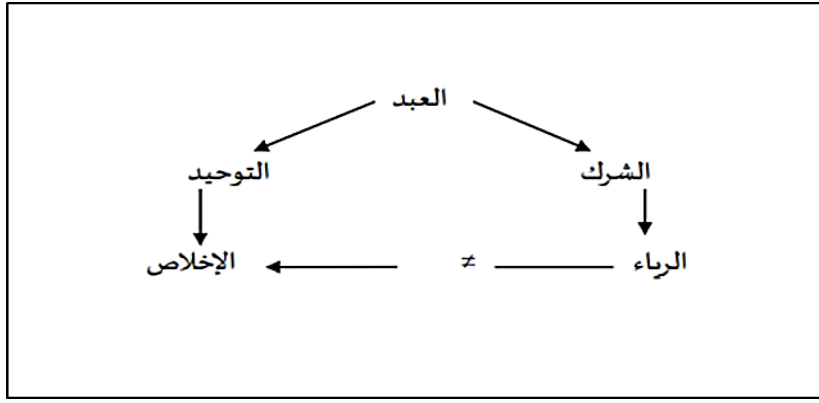 العبد
الشرك التوحيد
الرياء ≠ الإخلاص